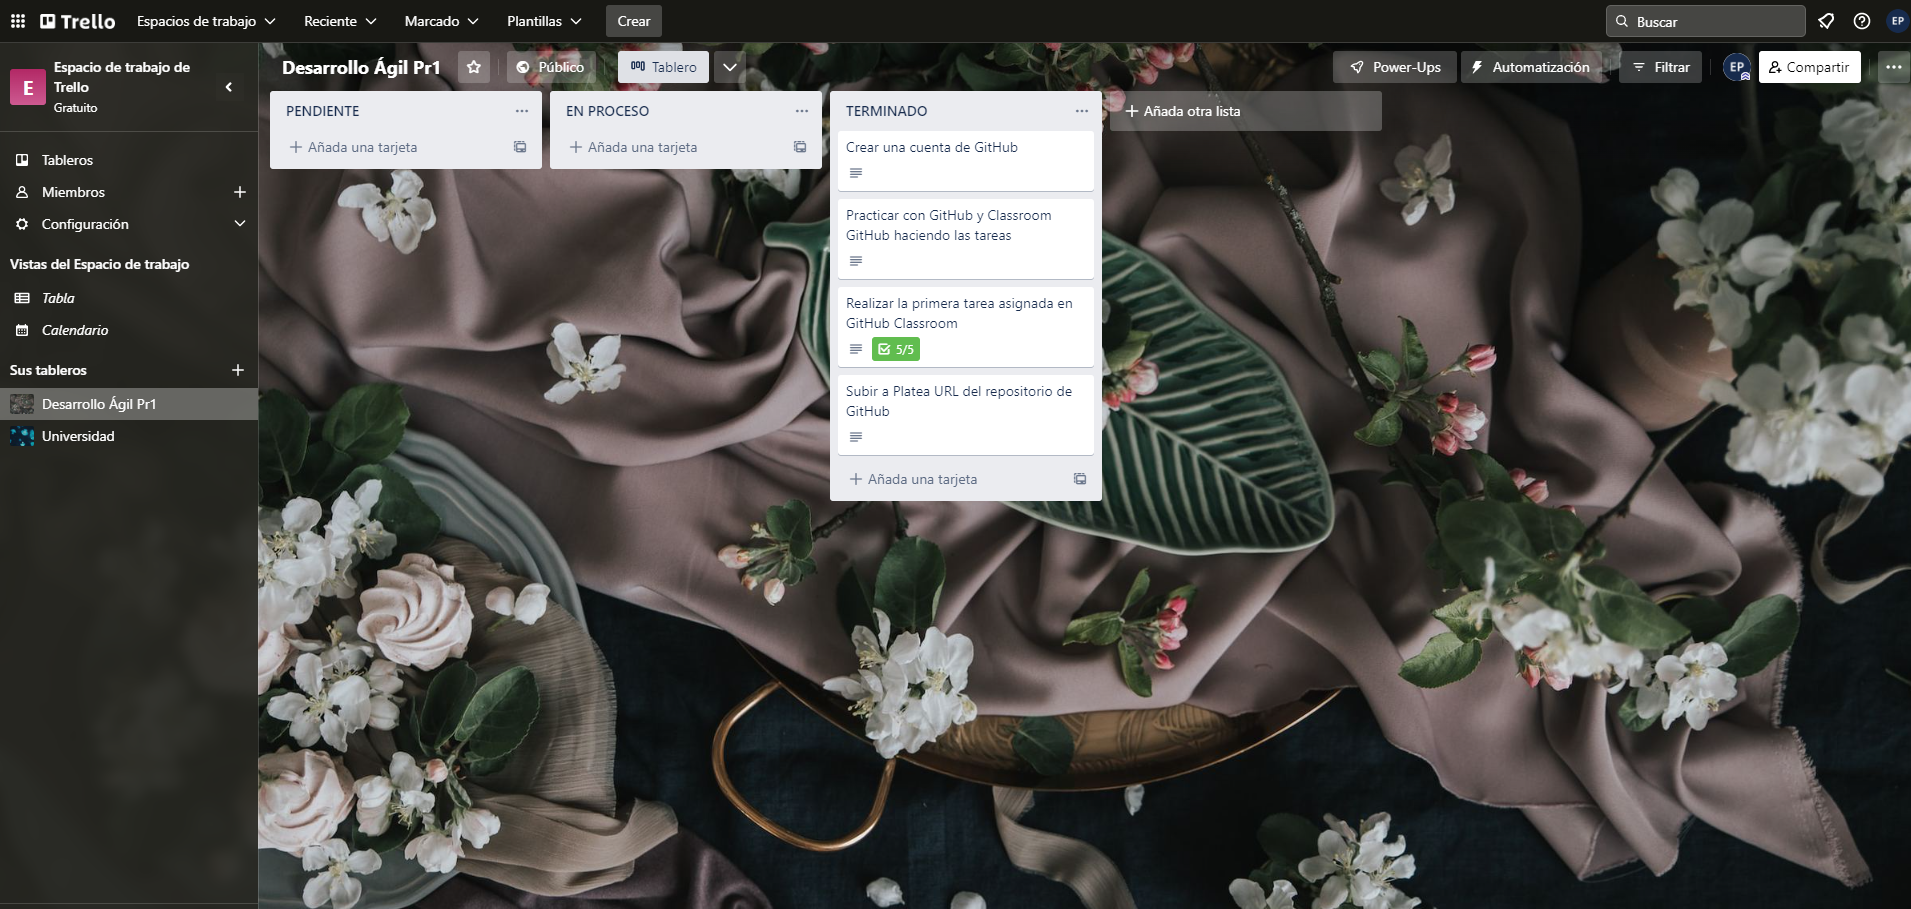 Trello
Espacios de trabajo
Reciente
Marcado
Plantillas
Crear
Buscar
EP
E
Espacio de trabajo de
Trello
Gratuito
Tableros
Miembros
Configuración
Vistas del Espacio de trabajo
Tabla
Calendario
Sus tableros
Desarrollo Ágil Pr1
Universidad
Desarrollo Ágil Pr1
Público
Tablero
Power-Ups
Automatización
Filtrar
EP
Compartir
PENDIENTE
Añada una tarjeta
EN PROCESO
Añada una tarjeta
TERMINADO
Crear una cuenta de GitHub
Practicar con GitHub y Classroom
GitHub haciendo las tareas
Realizar la primera tarea asignada en
GitHub Classroom
5/5
Subir a Platea URL del repositorio de
GitHub
Añada una tarjeta
Añada otra lista